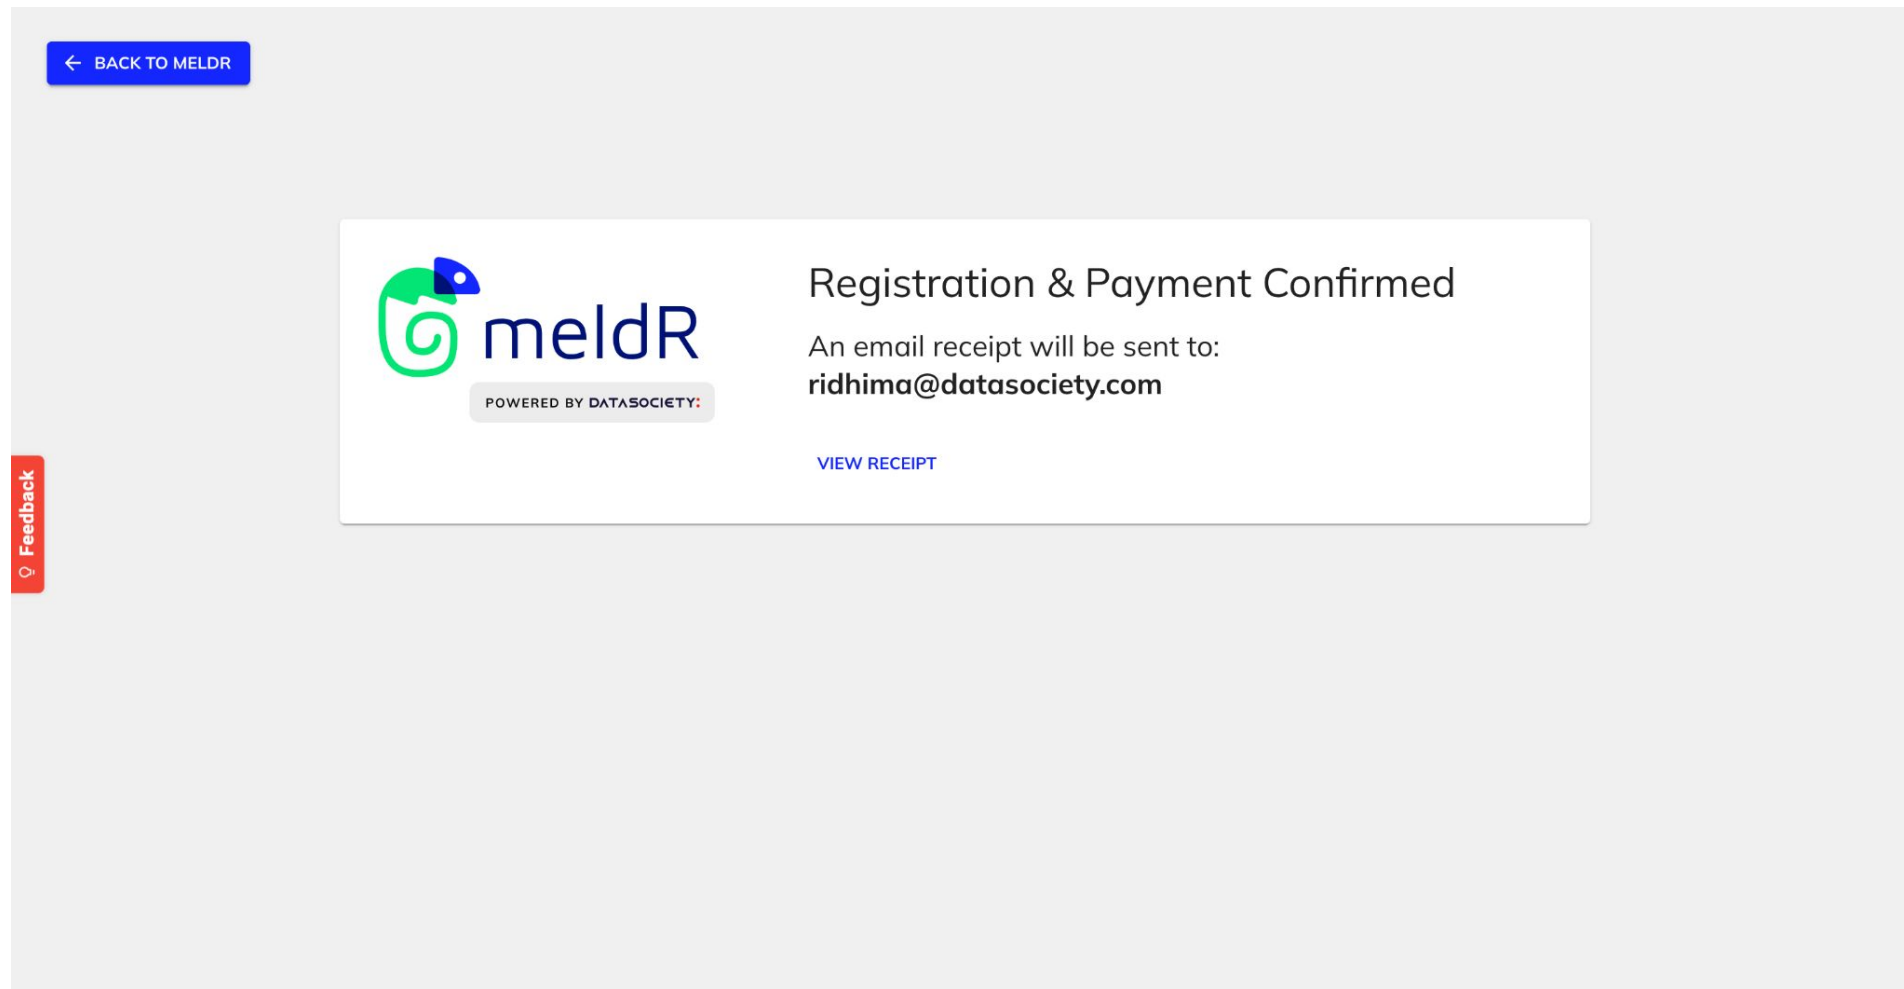 BACK TO MELDR
meldR
POWERED BY DATASOCIETY:
Registration & Payment Confirmed
An email receipt will be sent to:
ridhima@datasociety.com
VIEW RECEIPT
Feedback